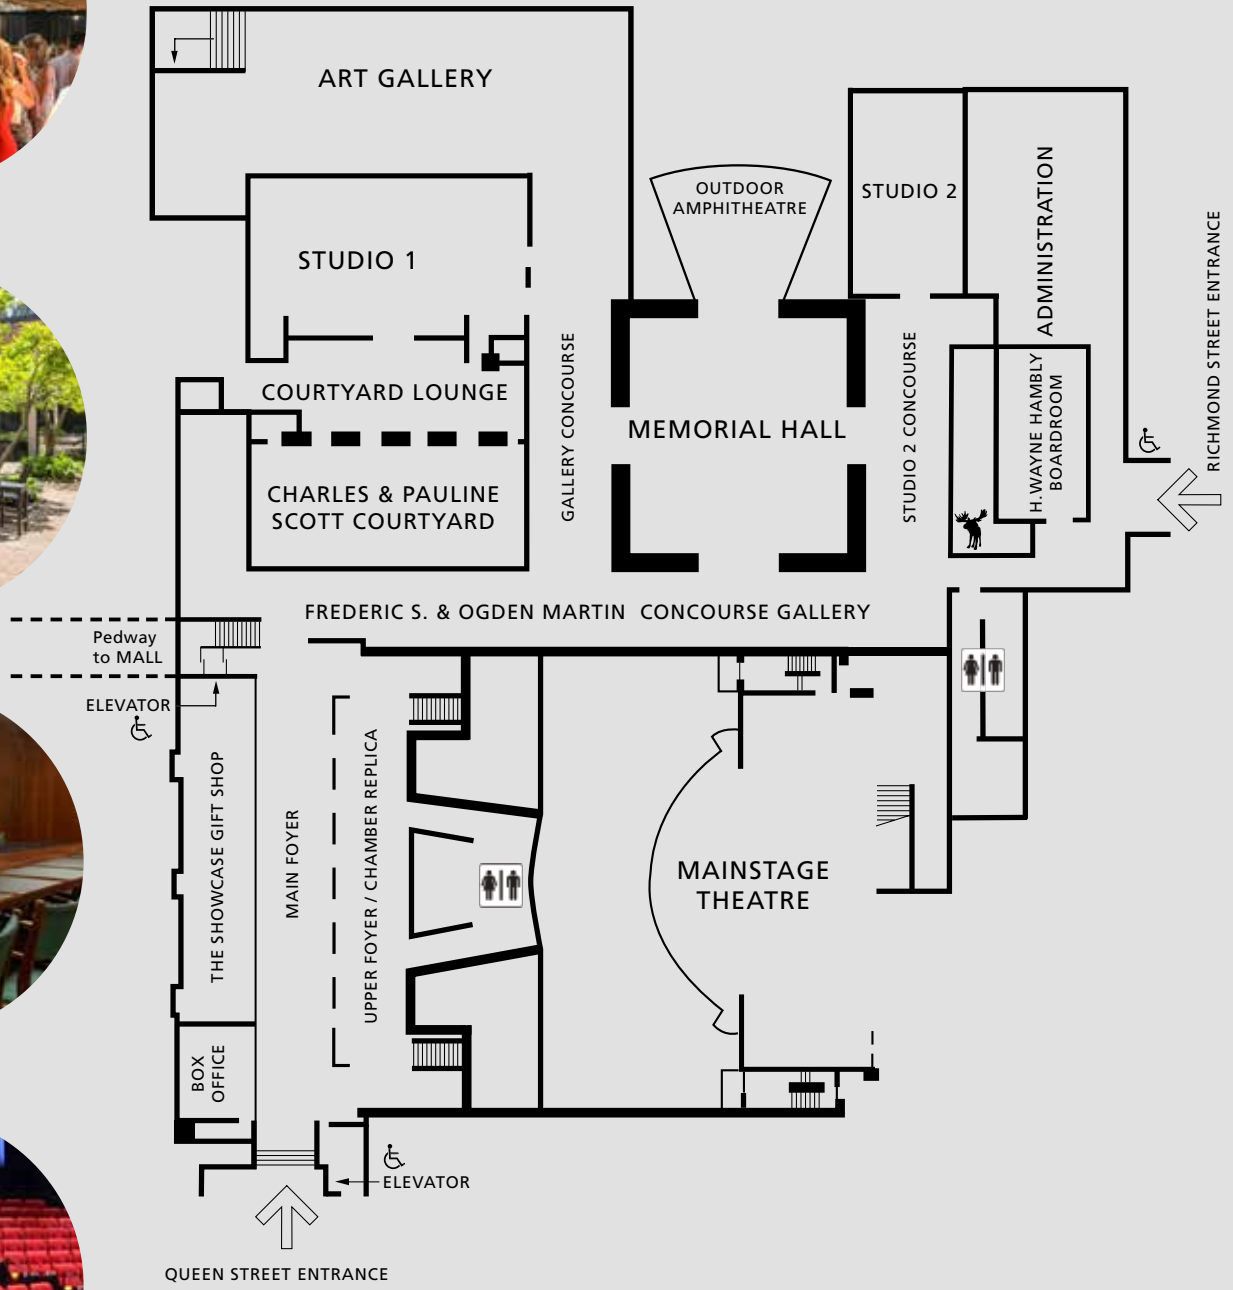 ART GALLERY
OUTDOOR
AMPHITHEATRE
STUDIO 2
ADMINISTRATION
RICHMOND STREET ENTRANCE
STUDIO 1
COURTYARD LOUNGE
GALLERY CONCOURSE
MEMORIAL HALL
STUDIO 2 CONCOURSE
H. WAYNE HAMBLY
BOARDROOM
CHARLES & PAULINE
SCOTT COURTYARD
FREDERIC S. & OGDEN MARTIN CONCOURSE GALLERY
Pedway
to MALL
ELEVATOR
THE SHOWCASE GIFT SHOP
MAIN FOYER
UPPER FOYER / CHAMBER REPLICA
MAINSTAGE
THEATRE
BOX
OFFICE
ELEVATOR
QUEEN STREET ENTRANCE